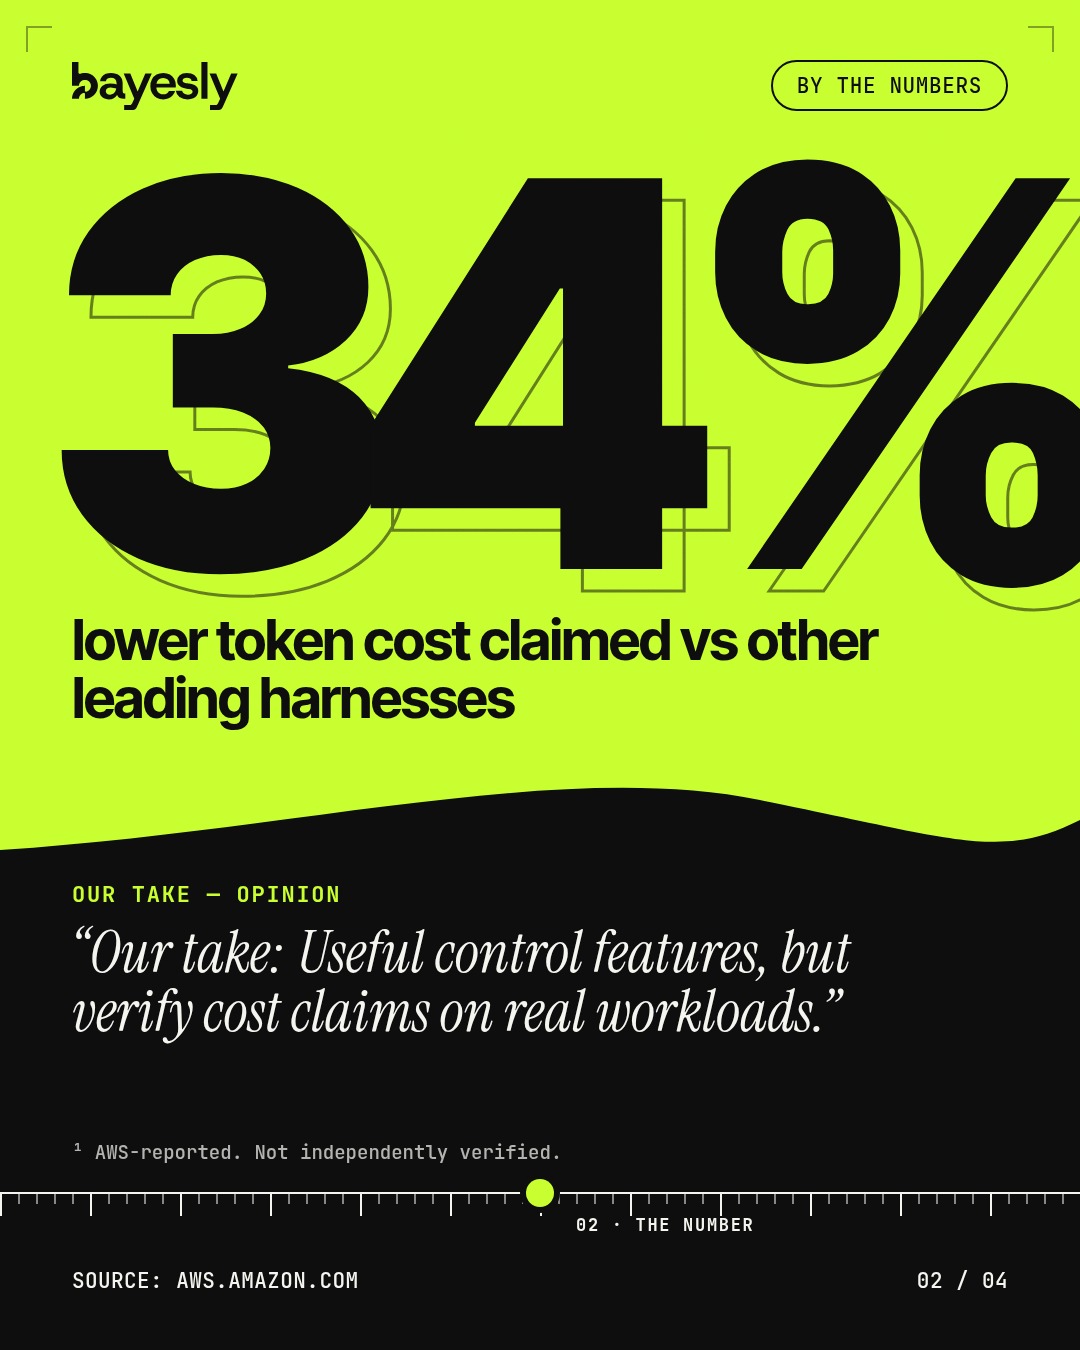 bayesly
BY THE NUMBERS
34%
lower token cost claimed vs other
leading harnesses
OUR TAKE — OPINION
“Our take: Useful control features, but
verify cost claims on real workloads.”
¹ AWS-reported. Not independently verified.
02 · THE NUMBER
SOURCE: AWS.AMAZON.COM
02 / 04